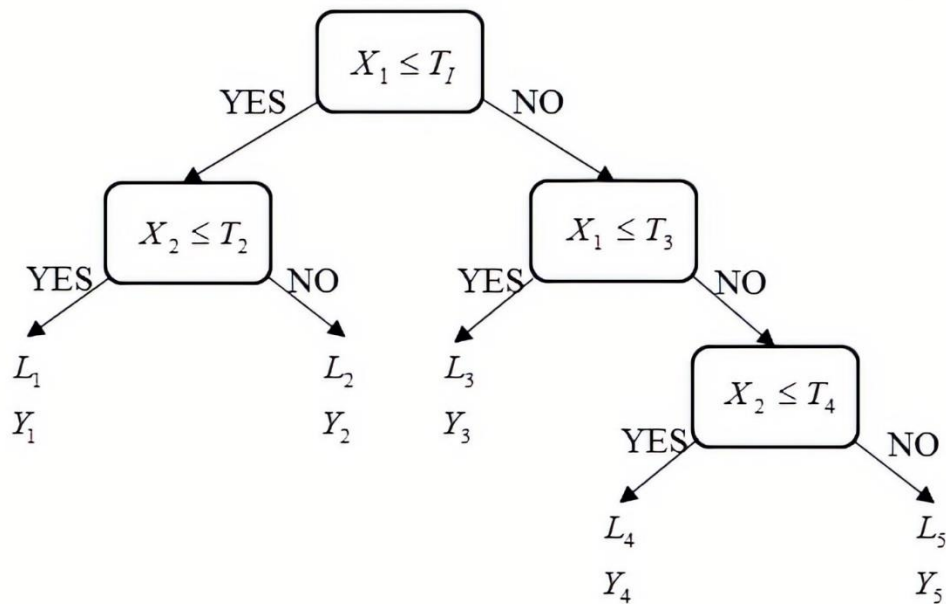 X₁ ≤ T_I
YES NO
X₂ ≤ T₂ X₁ ≤ T₃
YES NO YES NO
L₁ L₂ L₃ X₂ ≤ T₄
Y₁ Y₂ Y₃ YES NO
L₄ L₅
Y₄ Y₅